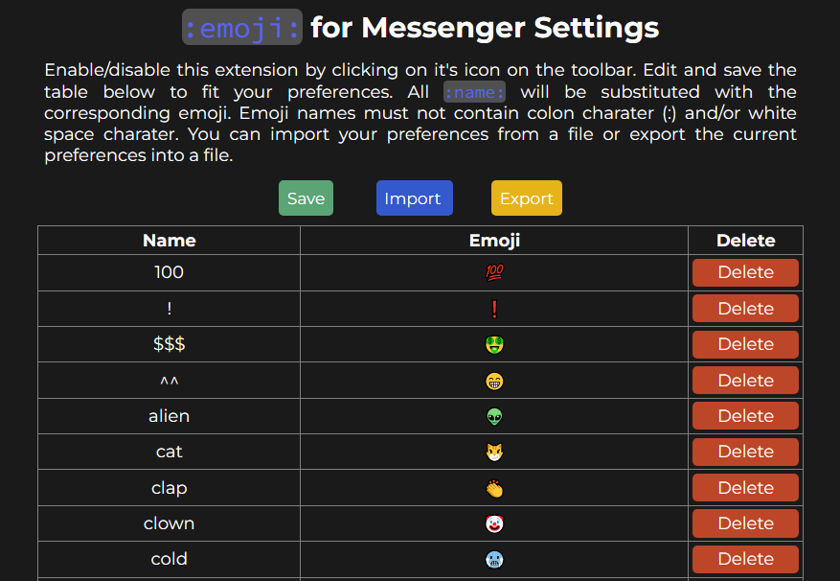 :emoji: for Messenger Settings
Enable/disable this extension by clicking on it's icon on the toolbar. Edit and save the
table below to fit your preferences. All :name: will be substituted with the
corresponding emoji. Emoji names must not contain colon charater (:) and/or white
space charater. You can import your preferences from a file or export the current
preferences into a file.
Save Import Export
Name Emoji Delete
100 💯 Delete
! ❗ Delete
$$$ 🤑 Delete
^^ 😁 Delete
alien 👽 Delete
cat 🐱 Delete
clap 👏 Delete
clown 🤡 Delete
cold 🥶 Delete